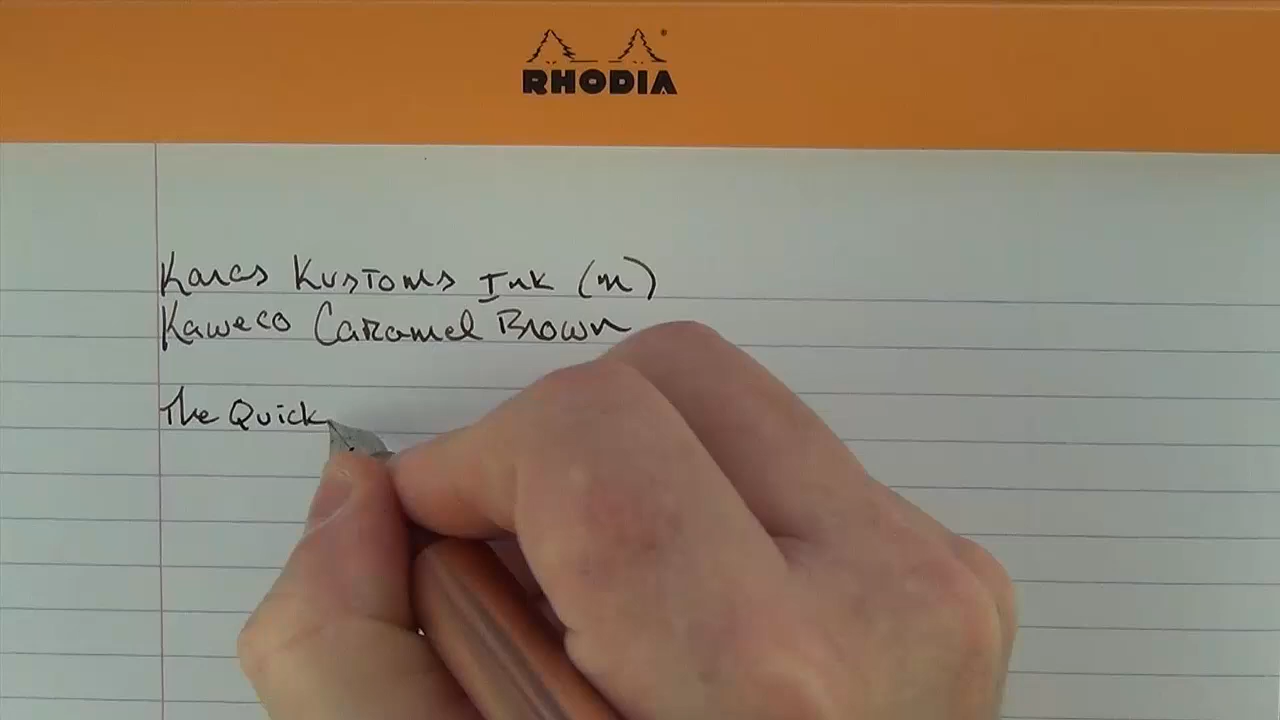 RHODIA
Karas Kustoms Ink (m)
Kaweco Caramel Brown
The Quick